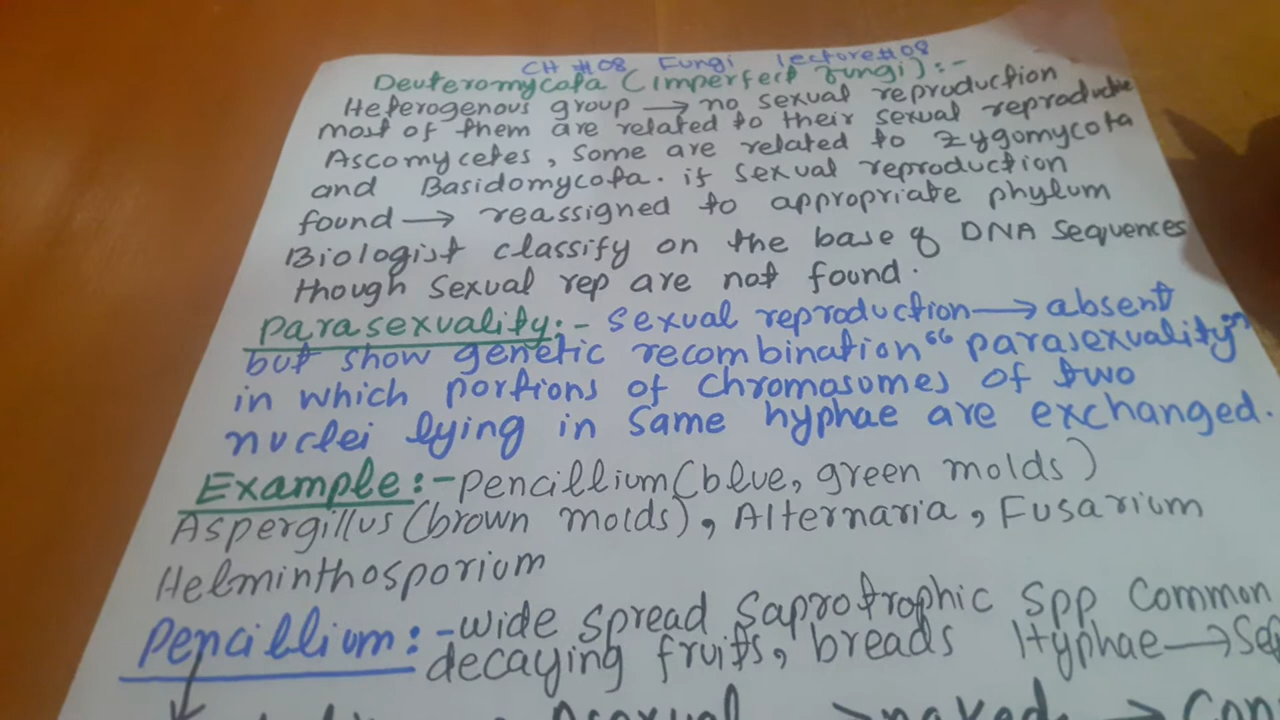 CH #08 Fungi lecture#08
Deuteromycota (Imperfect Fungi):-
Heterogenous group → no sexual reproduction
most of them are related to their sexual reproductive
Ascomycetes, Some are related to Zygomycota
and Basidomycota. if sexual reproduction
found → reassigned to appropriate phylum
Biologist classify on the base of DNA Sequences
though Sexual rep are not found.
Parasexuality:- Sexual reproduction → absent
but show genetic recombination "parasexuality"
in which portions of Chromosomes of two
nuclei lying in Same hyphae are exchanged.
Example:- Pencillium (blue, green molds)
Aspergillus (brown molds), Alternaria, Fusarium
Helminthosporium
Pencillium:- wide spread Saprotrophic Spp Common
decaying fruits, breads Hyphae →
Asexual → naked →